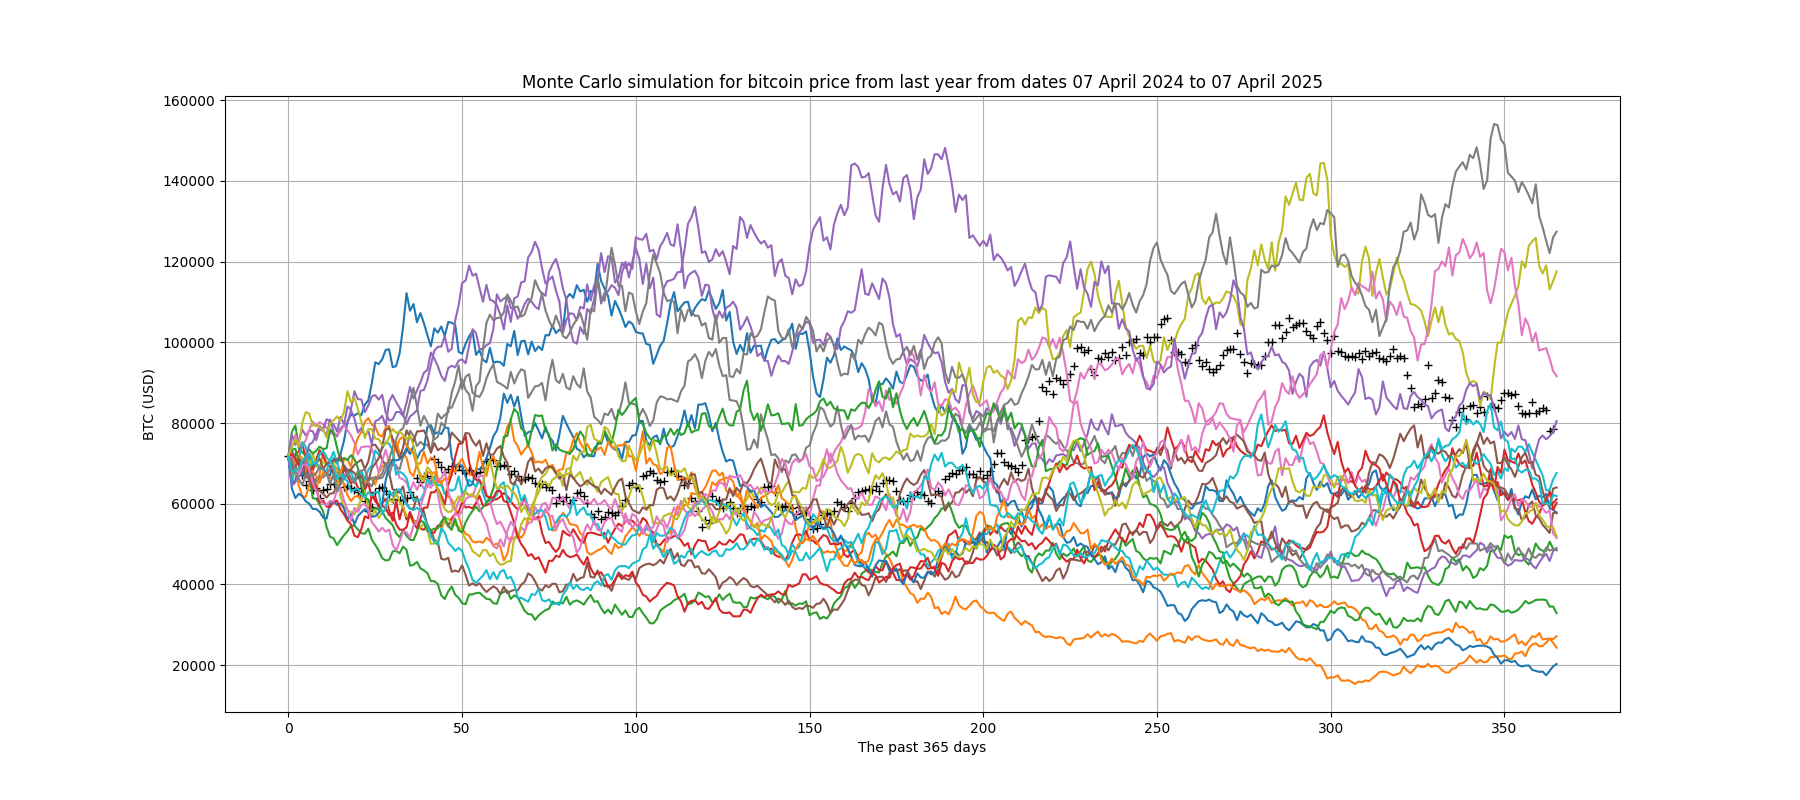 Monte Carlo simulation for bitcoin price from last year from dates 07 April 2024 to 07 April 2025
160000
140000
120000
100000
80000
60000
40000
20000
BTC (USD)
0 50 100 150 200 250 300 350
The past 365 days